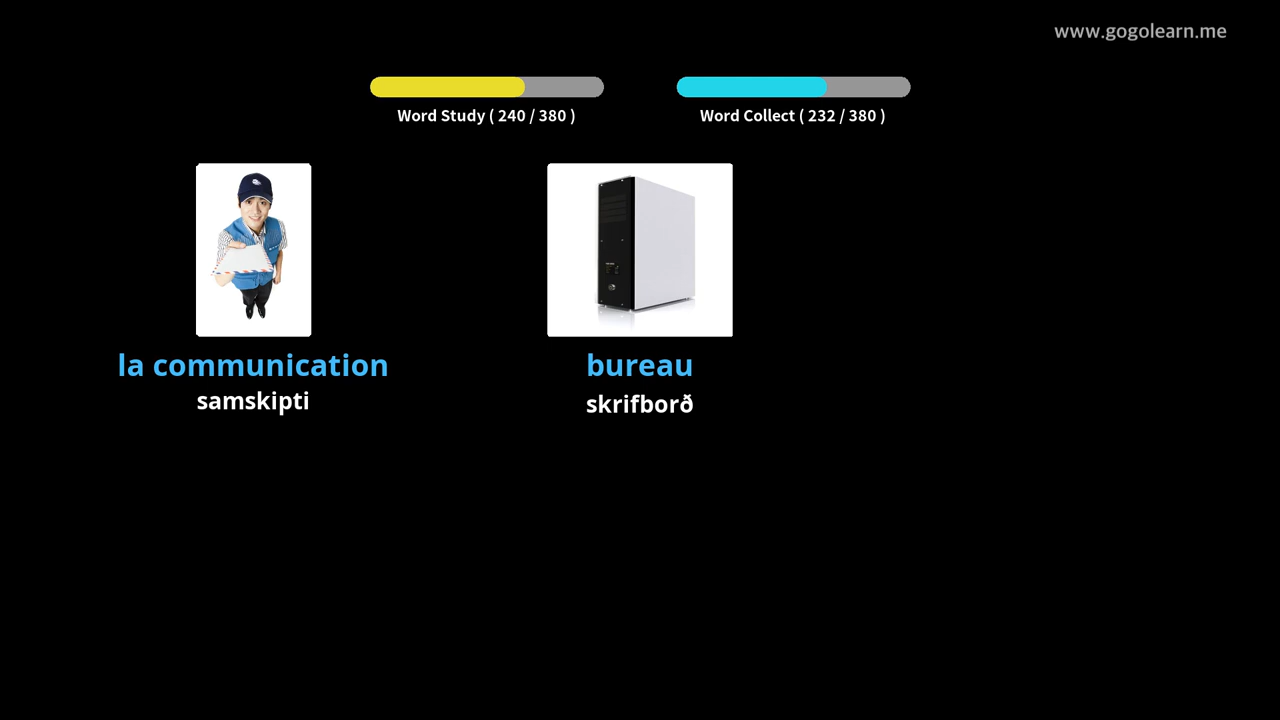 www.gogolearn.me
Word Study ( 240 / 380 )
Word Collect ( 232 / 380 )
la communication
samskipti
bureau
skrifborð